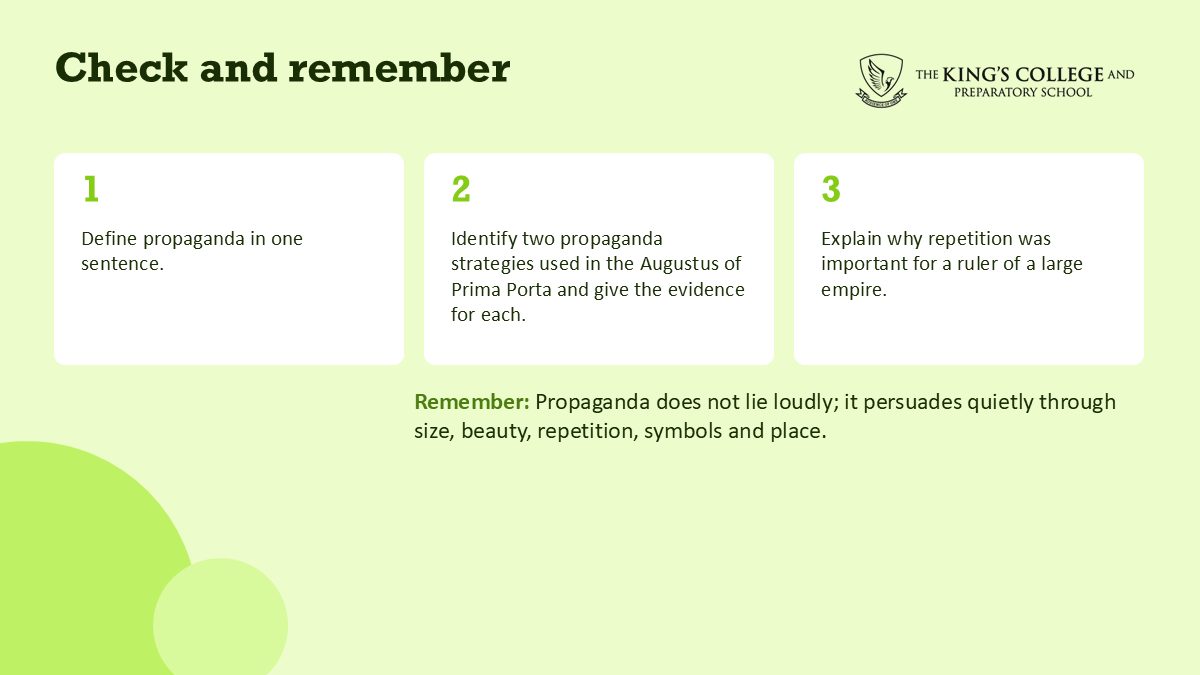 Check and remember
THE KING'S COLLEGE AND
PREPARATORY SCHOOL
1
Define propaganda in one
sentence.
2
Identify two propaganda
strategies used in the Augustus of
Prima Porta and give the evidence
for each.
3
Explain why repetition was
important for a ruler of a large
empire.
Remember: Propaganda does not lie loudly; it persuades quietly through
size, beauty, repetition, symbols and place.